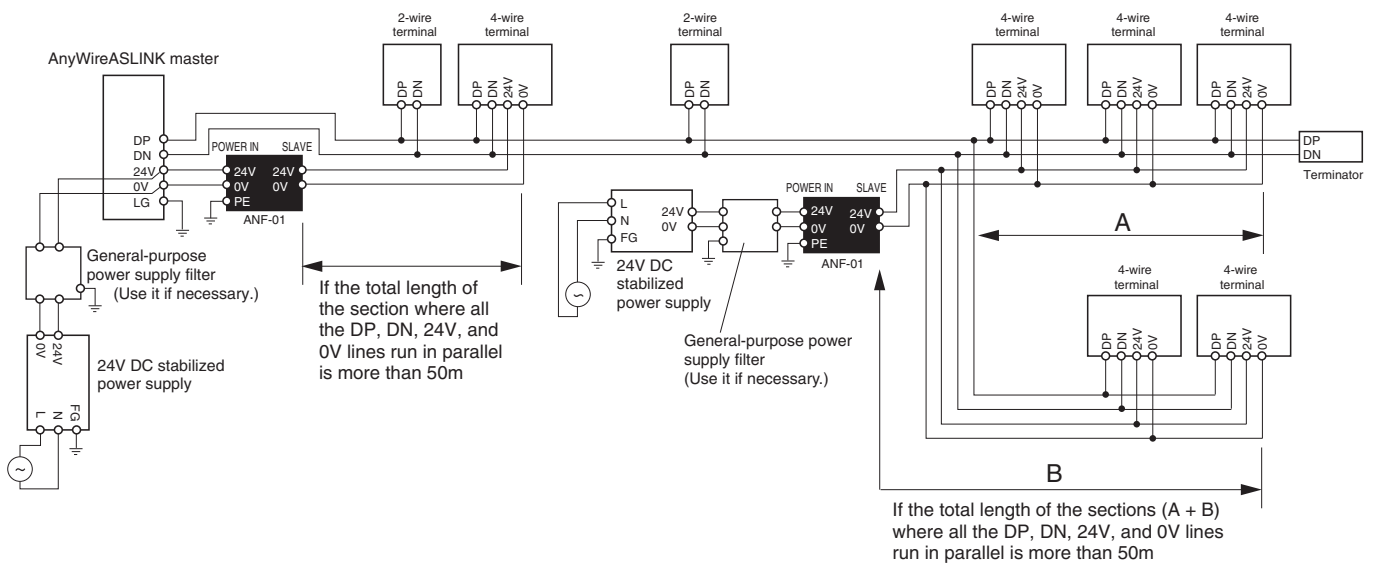 2-wire
terminal
4-wire
terminal
2-wire
terminal
4-wire
terminal
4-wire
terminal
4-wire
terminal
AnyWireASLINK master
DP
DN
DP
DN
24V
0V
DP
DN
DP
DN
24V
0V
DP
DN
24V
0V
DP
DN
24V
0V
DP
DN
24V
0V
LG
POWER IN
SLAVE
24V
0V
PE
24V
0V
ANF-01
DP
DN
Terminator
General-purpose
power supply filter
(Use it if necessary.)
If the total length of
the section where all
the DP, DN, 24V, and
0V lines run in parallel
is more than 50m
0V
24V
24V DC stabilized
power supply
L
N
FG
~
L
N
FG
24V
0V
24V DC
stabilized
power supply
~
General-purpose power
supply filter
(Use it if necessary.)
POWER IN
SLAVE
24V
0V
PE
24V
0V
ANF-01
A
4-wire
terminal
4-wire
terminal
DP
DN
24V
0V
DP
DN
24V
0V
B
If the total length of the sections (A + B)
where all the DP, DN, 24V, and 0V lines
run in parallel is more than 50m